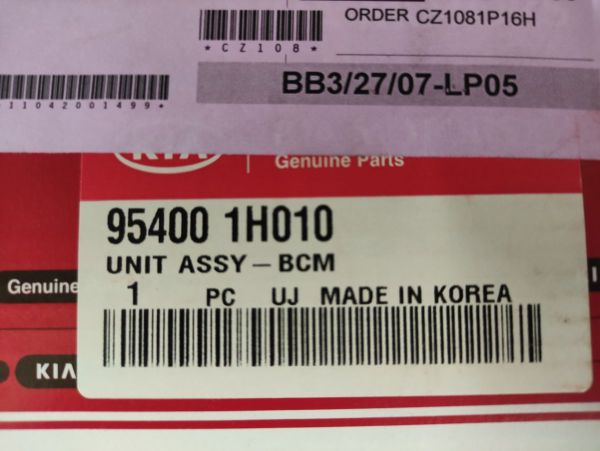 ORDER CZ1081P16H
*CZ108*
BB3/27/07-LP05
*110420001499*
KIA
Genuine Parts
95400 1H010
UNIT ASSY-BCM
Genuine
1 PC UJ MADE IN KOREA
KIA